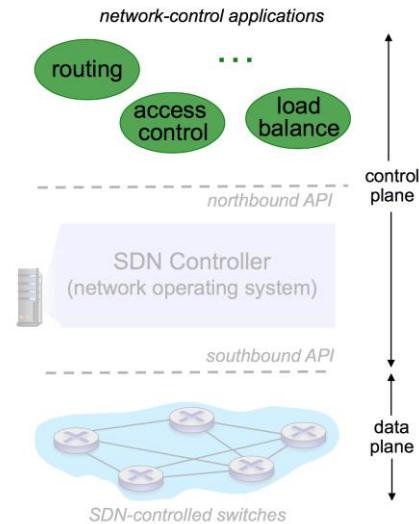 network-control applications
routing
...
access
control
load
balance
control
plane
northbound API
SDN Controller
(network operating system)
southbound API
data
plane
SDN-controlled switches